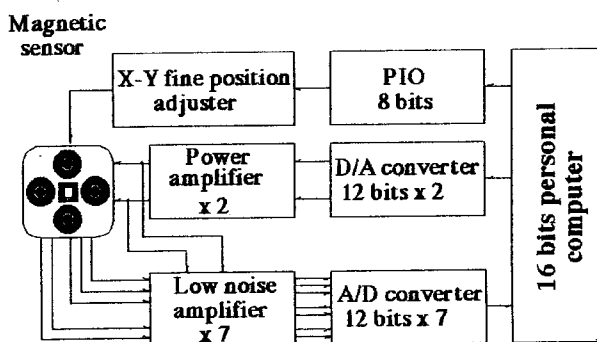 Magnetic
sensor
X-Y fine position
adjuster
PIO
8 bits
Power
amplifier
x 2
D/A converter
12 bits x 2
Low noise
amplifier
x 7
A/D converter
12 bits x 7
16 bits personal
computer